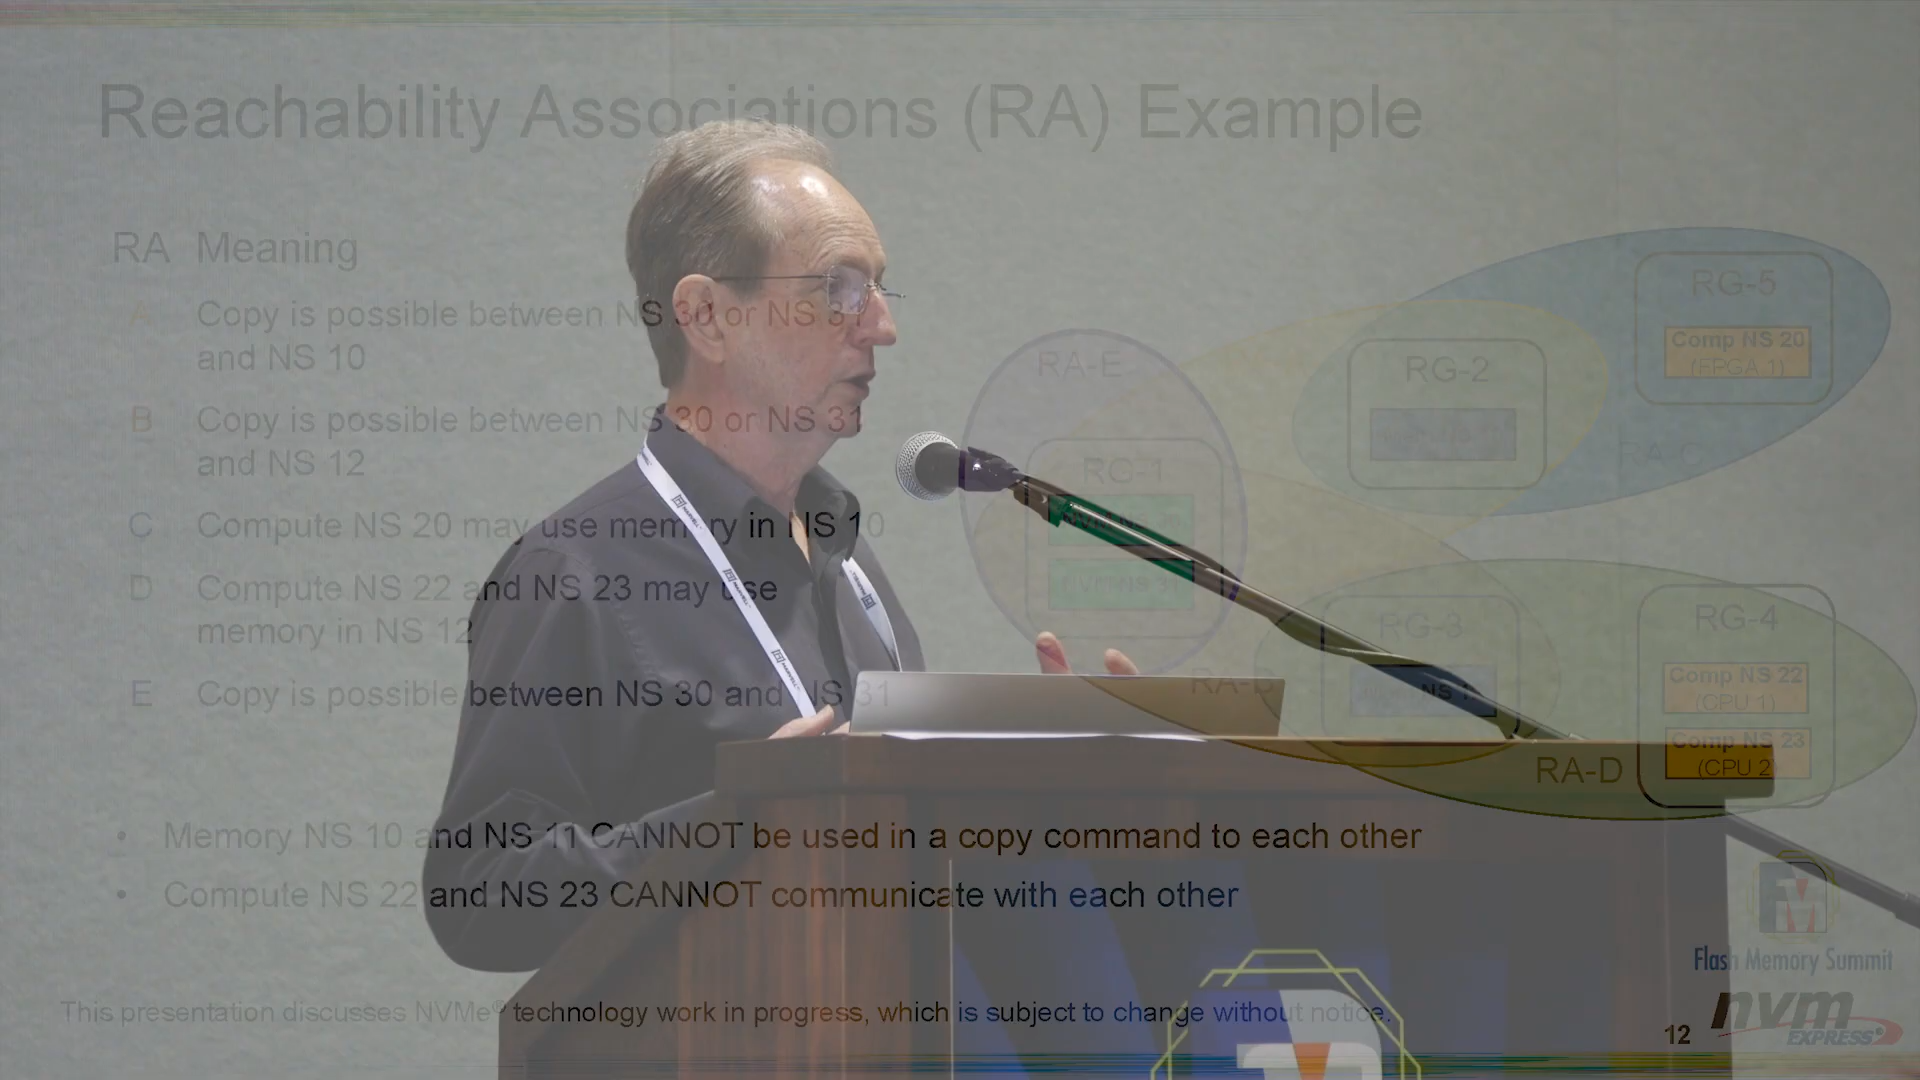 Reachability Associations (RA) Example
RA Meaning
A Copy is possible between NS 30 or NS 31
and NS 10
B Copy is possible between NS 30 or NS 31
and NS 12
C Compute NS 20 may use memory in NS 10
D Compute NS 22 and NS 23 may use
memory in NS 12
E Copy is possible between NS 30 and NS 31
RG-5
Comp NS 20
(FPGA 1)
RA-E
RG-2
RA-C
RG-1
NVM NS 31
RG-3
RA-B
RG-4
Comp NS 22
(CPU 1)
Comp NS 23
(CPU 2)
RA-D
• Memory NS 10 and NS 11 CANNOT be used in a copy command to each other
• Compute NS 22 and NS 23 CANNOT communicate with each other
This presentation discusses NVMe® technology work in progress, which is subject to change without notice.
FM
Flash Memory Summit
nvm
EXPRESS®
12